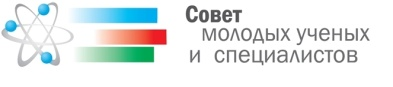 Совет
молодых ученых
и специалистов